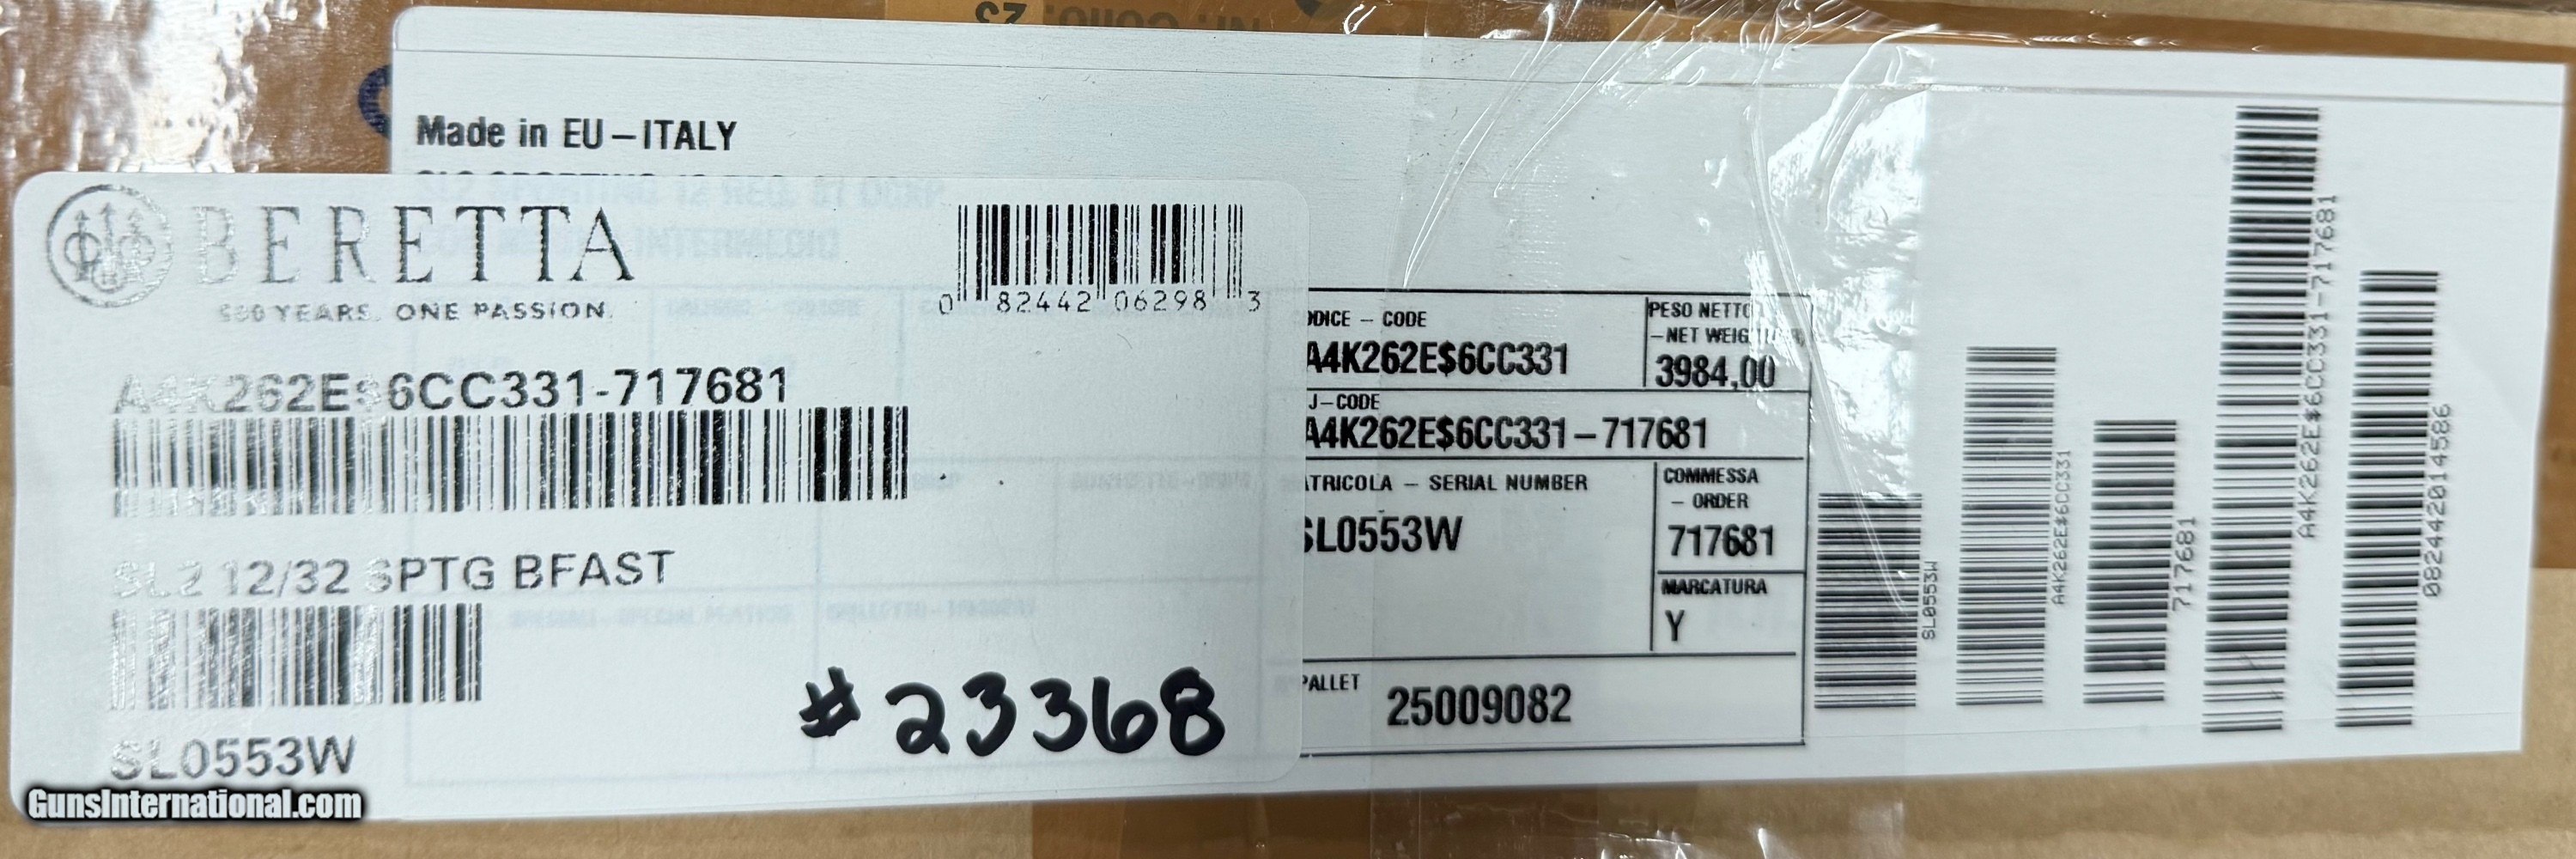 Made in EU – ITALY
BERETTA
500 YEARS. ONE PASSION.
0 82442 06298 3
A4K262E$6CC331-717681
SL2 12/32 SPTG BFAST
SL0553W
#23368
CODE
A4K262E$6CC331
PESO NETTO
– NET WEIGHT
3984,00
CODE
A4K262E$6CC331 – 717681
– SERIAL NUMBER
SL0553W
COMMESSA
– ORDER
717681
MARCATURA
Y
PALLET
25009082
SL0553W
A4K262E$6CC331
717681
A4K262E$6CC331-717681
0824420145​86
GunsInternational.com